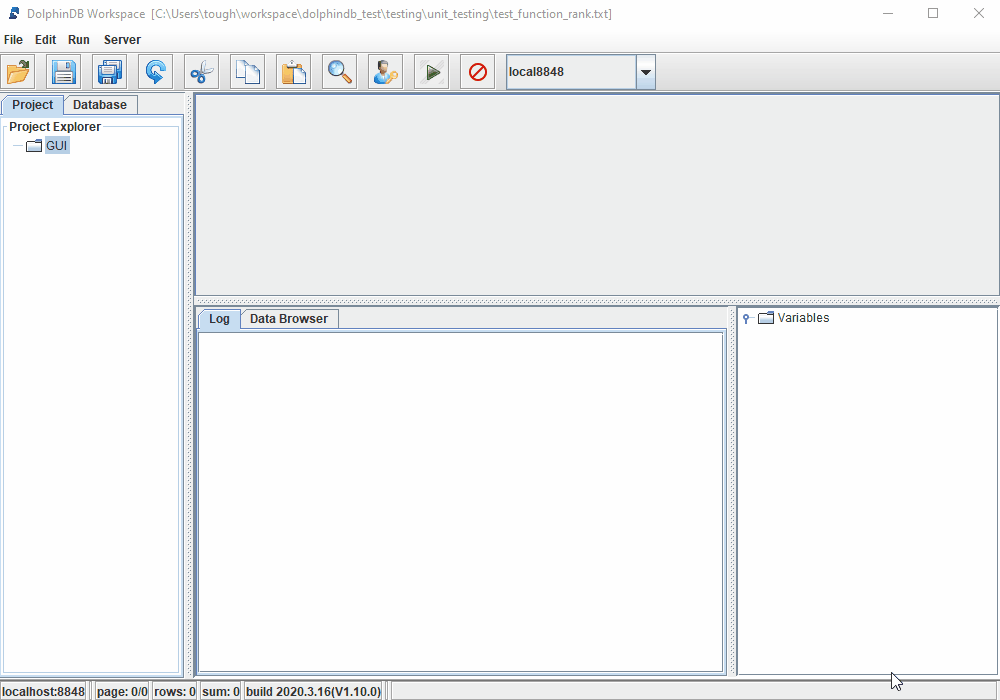 DolphinDB Workspace [C:\Users\tough\workspace\dolphindb_test\testing\unit_testing\test_function_rank.txt]
File Edit Run Server
local8848
Project Database
Project Explorer
GUI
Log Data Browser
Variables
localhost:8848 page: 0/0 rows: 0 sum: 0 build 2020.3.16(V1.10.0)